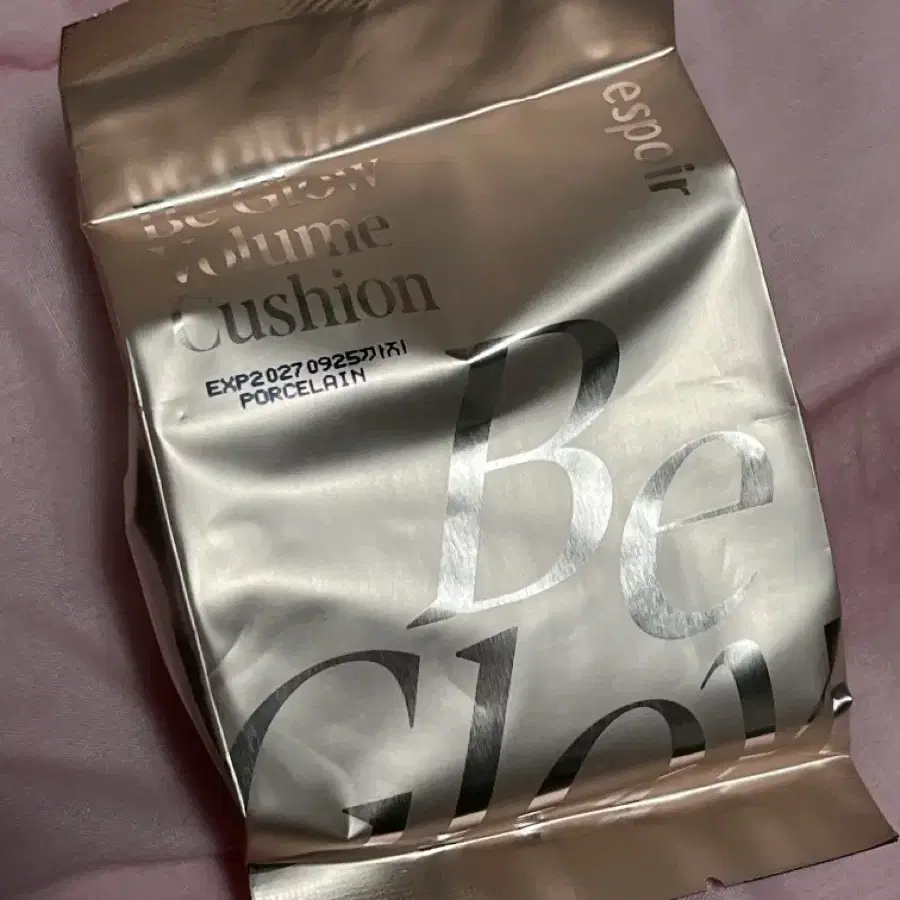 espoir
Be Glow
Volume
Cushion
EXP20270925까지
PORCELAIN
Be
Glow